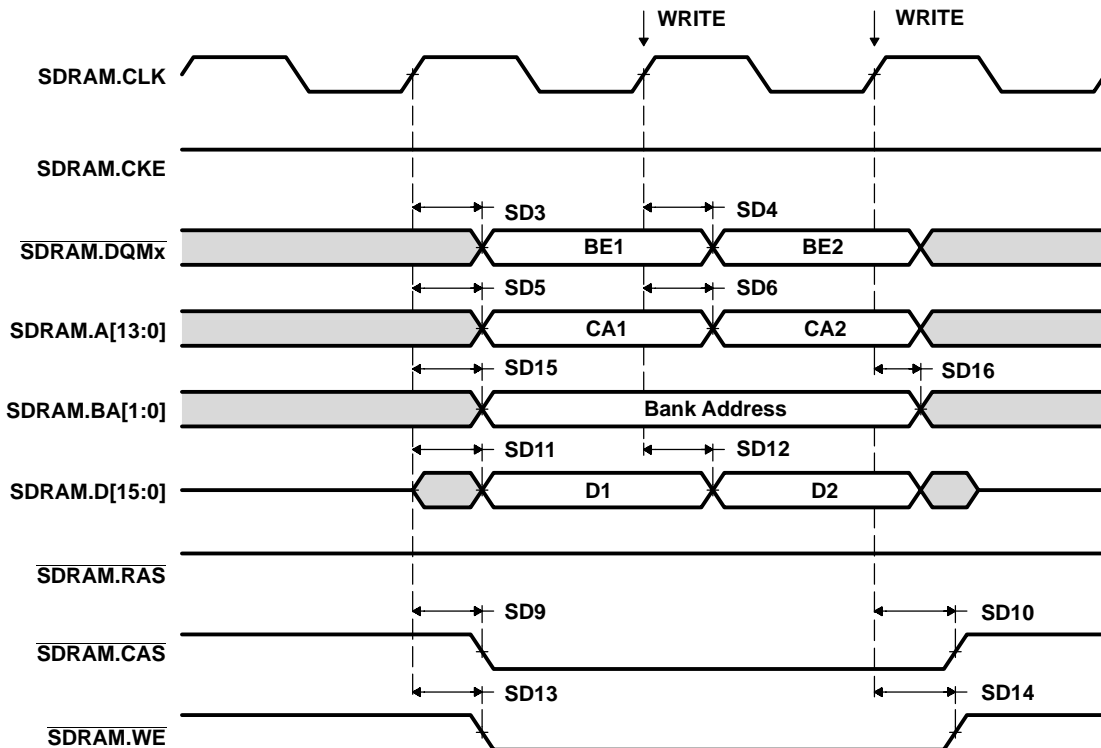 WRITE WRITE
SDRAM.CLK
SDRAM.CKE
SD3 SD4
SDRAM.DQMx BE1 BE2
SD5 SD6
SDRAM.A[13:0] CA1 CA2
SD15 SD16
SDRAM.BA[1:0] Bank Address
SD11 SD12
SDRAM.D[15:0] D1 D2
SDRAM.RAS
SD9 SD10
SDRAM.CAS
SD13 SD14
SDRAM.WE